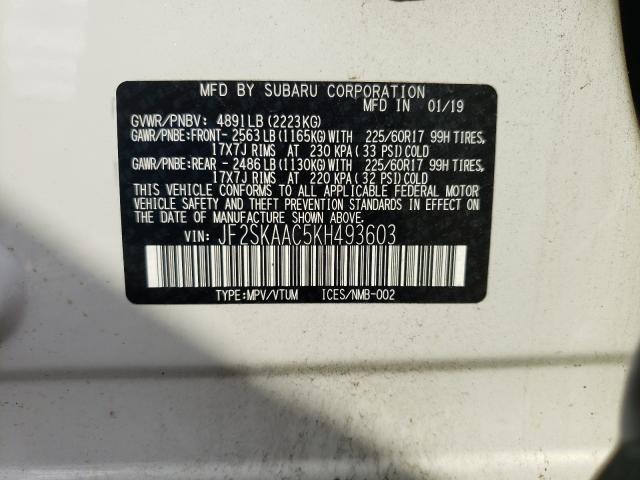 MFD BY SUBARU CORPORATION
MFD IN 01/19
GVWR/PNBV: 4891LB (2223KG)
GAWR/PNBE:FRONT- 2563LB (1165KG)WITH 225/60R17 99H TIRES,
17X7J RIMS AT 230 KPA ( 33 PSI)COLD
GAWR/PNBE:REAR - 2486LB (1130KG)WITH 225/60R17 99H TIRES,
17X7J RIMS AT 220 KPA ( 32 PSI)COLD
THIS VEHICLE CONFORMS TO ALL APPLICABLE FEDERAL MOTOR
VEHICLE SAFETY AND THEFT PREVENTION STANDARDS IN EFFECT
ON THE DATE OF MANUFACTURE SHOWN ABOVE.
VIN: JF2SKAAC5KH493603
TYPE:MPV/VTUM ICES/NMB-002